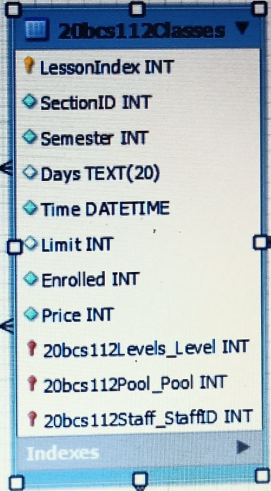 20bcs112Classes
LessonIndex INT
SectionID INT
Semester INT
Days TEXT(20)
Time DATETIME
Limit INT
Enrolled INT
Price INT
20bcs112Levels_Level INT
20bcs112Pool_Pool INT
20bcs112Staff_StaffID INT
Indexes